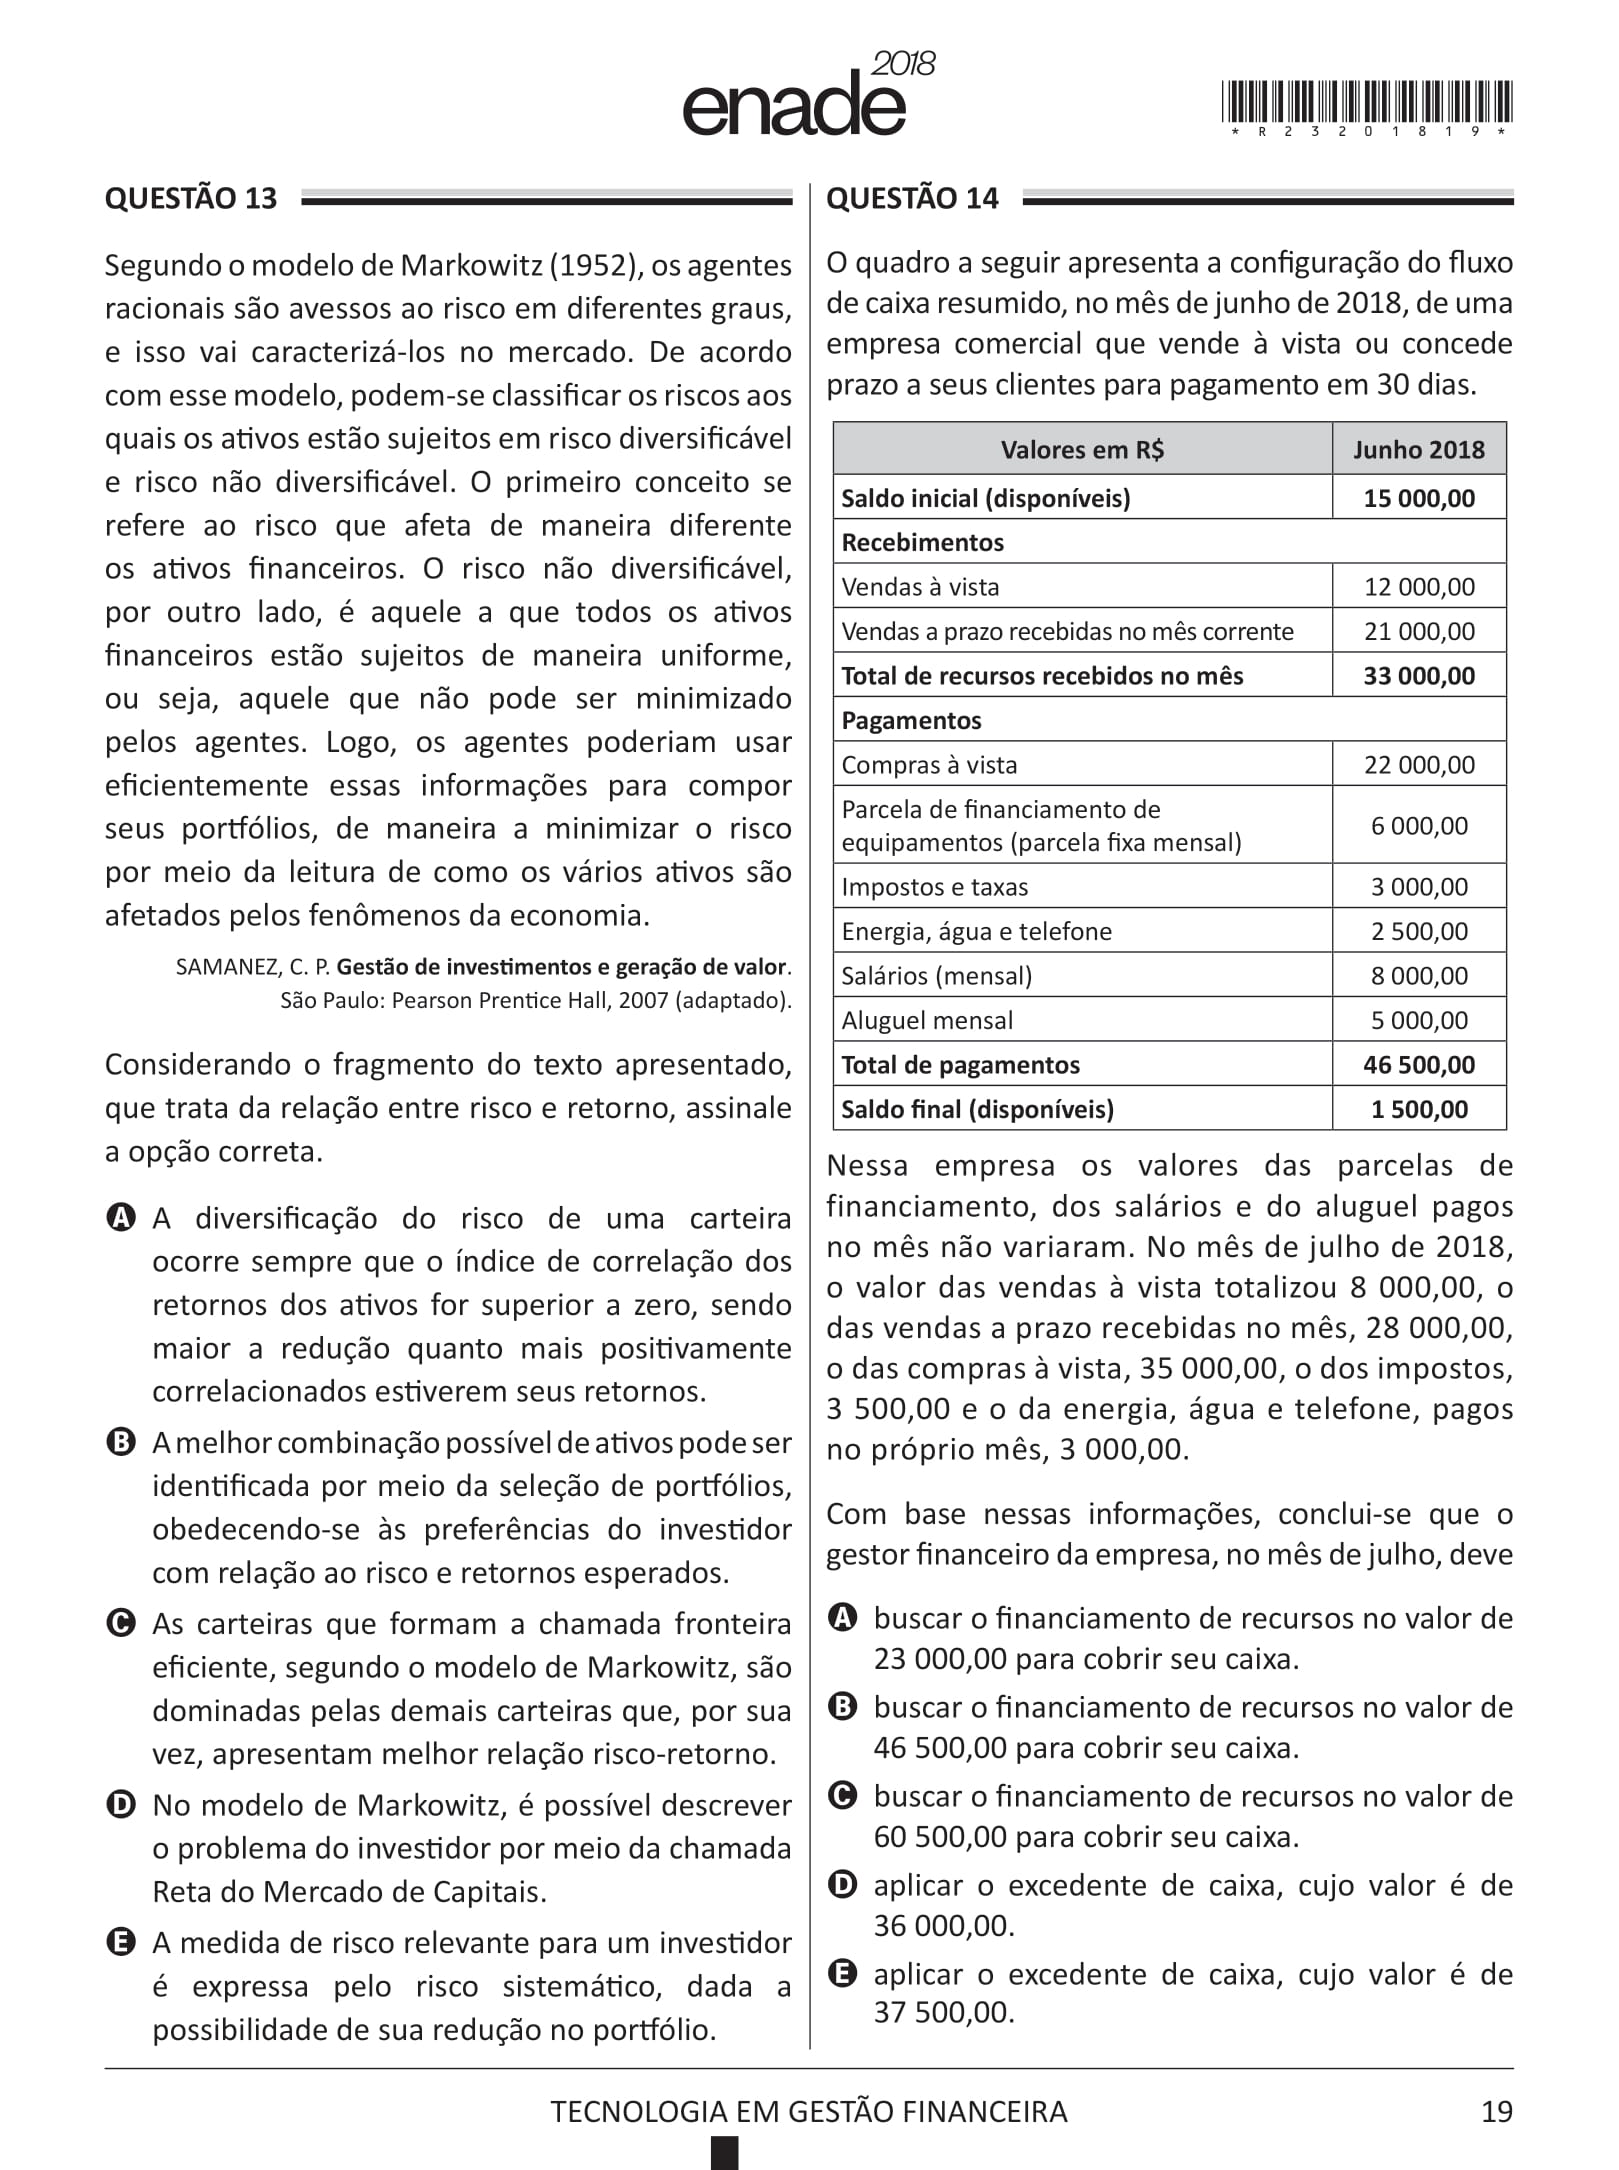 enade 2018
*R23201819*
QUESTÃO 13
Segundo o modelo de Markowitz (1952), os agentes
racionais são avessos ao risco em diferentes graus,
e isso vai caracterizá-los no mercado. De acordo
com esse modelo, podem-se classificar os riscos aos
quais os ativos estão sujeitos em risco diversificável
e risco não diversificável. O primeiro conceito se
refere ao risco que afeta de maneira diferente
os ativos financeiros. O risco não diversificável,
por outro lado, é aquele a que todos os ativos
financeiros estão sujeitos de maneira uniforme,
ou seja, aquele que não pode ser minimizado
pelos agentes. Logo, os agentes poderiam usar
eficientemente essas informações para compor
seus portfólios, de maneira a minimizar o risco
por meio da leitura de como os vários ativos são
afetados pelos fenômenos da economia.
SAMANEZ, C. P. Gestão de investimentos e geração de valor.
São Paulo: Pearson Prentice Hall, 2007 (adaptado).
Considerando o fragmento do texto apresentado,
que trata da relação entre risco e retorno, assinale
a opção correta.
A A diversificação do risco de uma carteira
ocorre sempre que o índice de correlação dos
retornos dos ativos for superior a zero, sendo
maior a redução quanto mais positivamente
correlacionados estiverem seus retornos.
B A melhor combinação possível de ativos pode ser
identificada por meio da seleção de portfólios,
obedecendo-se às preferências do investidor
com relação ao risco e retornos esperados.
C As carteiras que formam a chamada fronteira
eficiente, segundo o modelo de Markowitz, são
dominadas pelas demais carteiras que, por sua
vez, apresentam melhor relação risco-retorno.
D No modelo de Markowitz, é possível descrever
o problema do investidor por meio da chamada
Reta do Mercado de Capitais.
E A medida de risco relevante para um investidor
é expressa pelo risco sistemático, dada a
possibilidade de sua redução no portfólio.
QUESTÃO 14
O quadro a seguir apresenta a configuração do fluxo
de caixa resumido, no mês de junho de 2018, de uma
empresa comercial que vende à vista ou concede
prazo a seus clientes para pagamento em 30 dias.
Valores em R$ Junho 2018
Saldo inicial (disponíveis) 15 000,00
Recebimentos
Vendas à vista 12 000,00
Vendas a prazo recebidas no mês corrente 21 000,00
Total de recursos recebidos no mês 33 000,00
Pagamentos
Compras à vista 22 000,00
Parcela de financiamento de
equipamentos (parcela fixa mensal) 6 000,00
Impostos e taxas 3 000,00
Energia, água e telefone 2 500,00
Salários (mensal) 8 000,00
Aluguel mensal 5 000,00
Total de pagamentos 46 500,00
Saldo final (disponíveis) 1 500,00
Nessa empresa os valores das parcelas de
financiamento, dos salários e do aluguel pagos
no mês não variaram. No mês de julho de 2018,
o valor das vendas à vista totalizou 8 000,00, o
das vendas a prazo recebidas no mês, 28 000,00,
o das compras à vista, 35 000,00, o dos impostos,
3 500,00 e o da energia, água e telefone, pagos
no próprio mês, 3 000,00.
Com base nessas informações, conclui-se que o
gestor financeiro da empresa, no mês de julho, deve
A buscar o financiamento de recursos no valor de
23 000,00 para cobrir seu caixa.
B buscar o financiamento de recursos no valor de
46 500,00 para cobrir seu caixa.
C buscar o financiamento de recursos no valor de
60 500,00 para cobrir seu caixa.
D aplicar o excedente de caixa, cujo valor é de
36 000,00.
E aplicar o excedente de caixa, cujo valor é de
37 500,00.
TECNOLOGIA EM GESTÃO FINANCEIRA 19